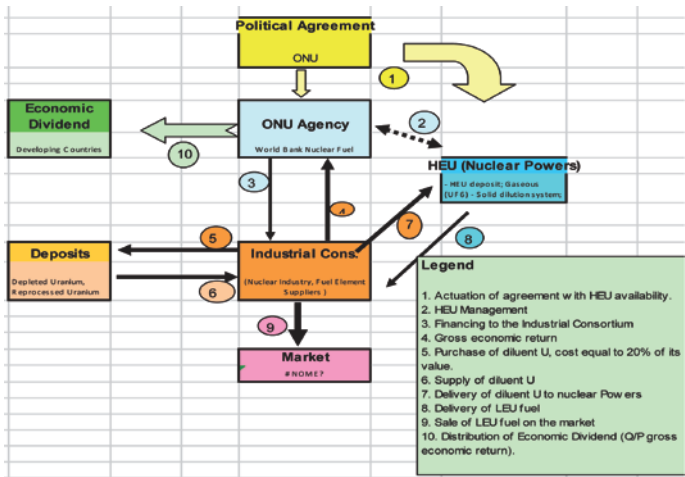 Political Agreement
ONU
1
Economic
Dividend
Developing Countries
ONU Agency
World Bank Nuclear Fuel
2
10
HEU (Nuclear Powers)
- HEU deposit; Gaseous
(UF6) - Solid dilution system;
3
4
7
8
5
Deposits
Depleted Uranium,
Reprocessed Uranium
6
Industrial Cons.
(Nuclear Industry, Fuel Element
Suppliers )
9
Market
#NOME?
Legend
1. Actuation of agreement with HEU availability.
2. HEU Management
3. Financing to the Industrial Consortium
4. Gross economic return
5. Purchase of diluent U, cost equal to 20% of its
value.
6. Supply of diluent U
7. Delivery of diluent U to nuclear Powers
8. Delivery of LEU fuel
9. Sale of LEU fuel on the market
10. Distribution of Economic Dividend (Q/P gross
economic return).